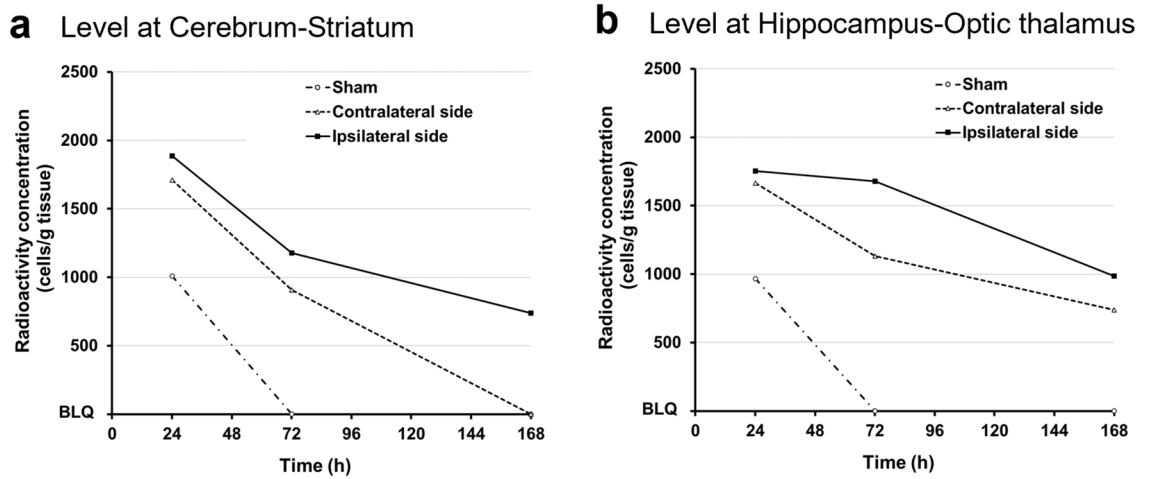 a Level at Cerebrum-Striatum
2500
2000
1500
1000
500
BLQ
Radioactivity concentration
(cells/g tissue)
Sham
Contralateral side
Ipsilateral side
0 24 48 72 96 120 144 168
Time (h)
b Level at Hippocampus-Optic thalamus
2500
2000
1500
1000
500
BLQ
Radioactivity concentration
(cells/g tissue)
Sham
Contralateral side
Ipsilateral side
0 24 48 72 96 120 144 168
Time (h)